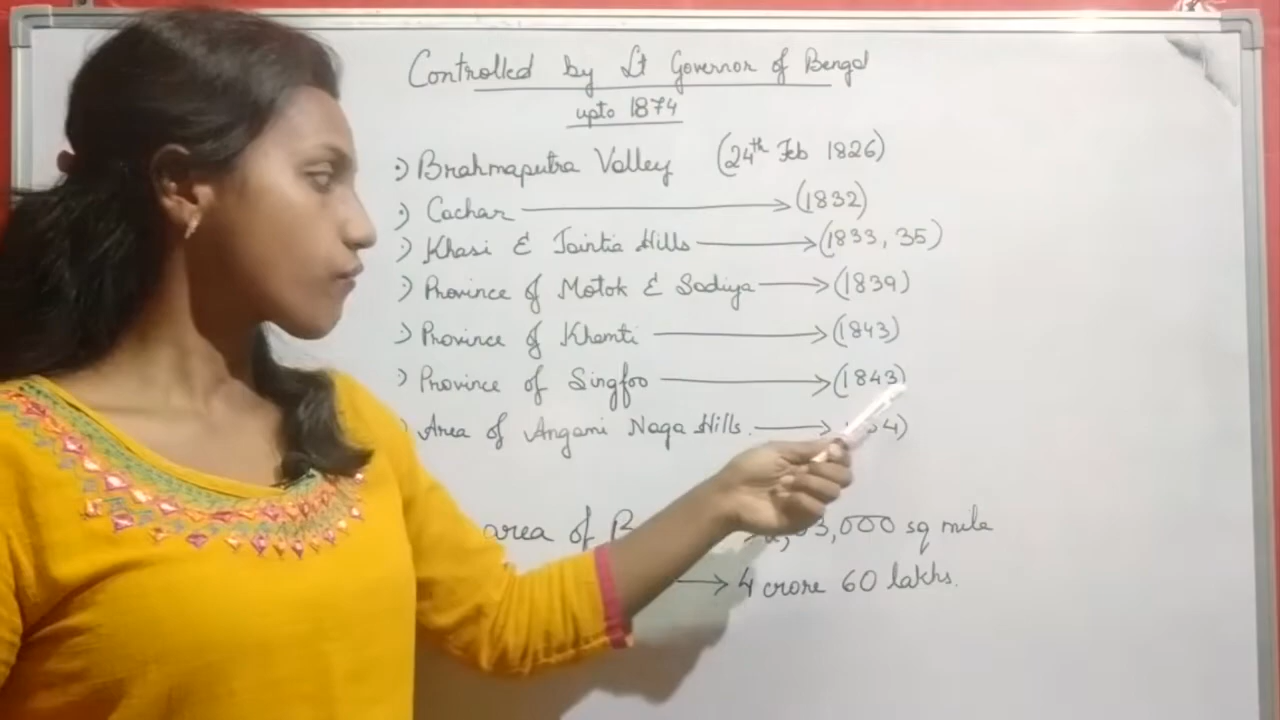 Controlled by Lt Governor of Bengal
upto 1874
Brahmaputra Valley (24th Feb 1826)
Cachar → (1832)
Khasi & Jaintia Hills → (1833, 35)
Province of Motok & Sadiya → (1839)
Province of Khamti → (1843)
Province of Singfoo → (1843)
Area of Angami Naga Hills. → 4)
area of 3,000 sq mile
→ 4 crore 60 lakhs.